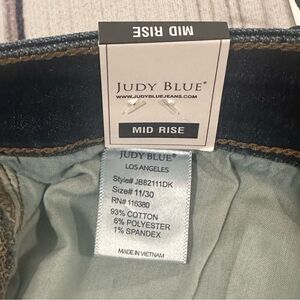 MID RISE
JUDY BLUE®
WWW.JUDYBLUEJEANS.COM
MID RISE
JUDY BLUE®
LOS ANGELES
Style# JB82111DK
Size# 11/30
RN# 116380
93% COTTON
6% POLYESTER
1% SPANDEX
MADE IN VIETNAM